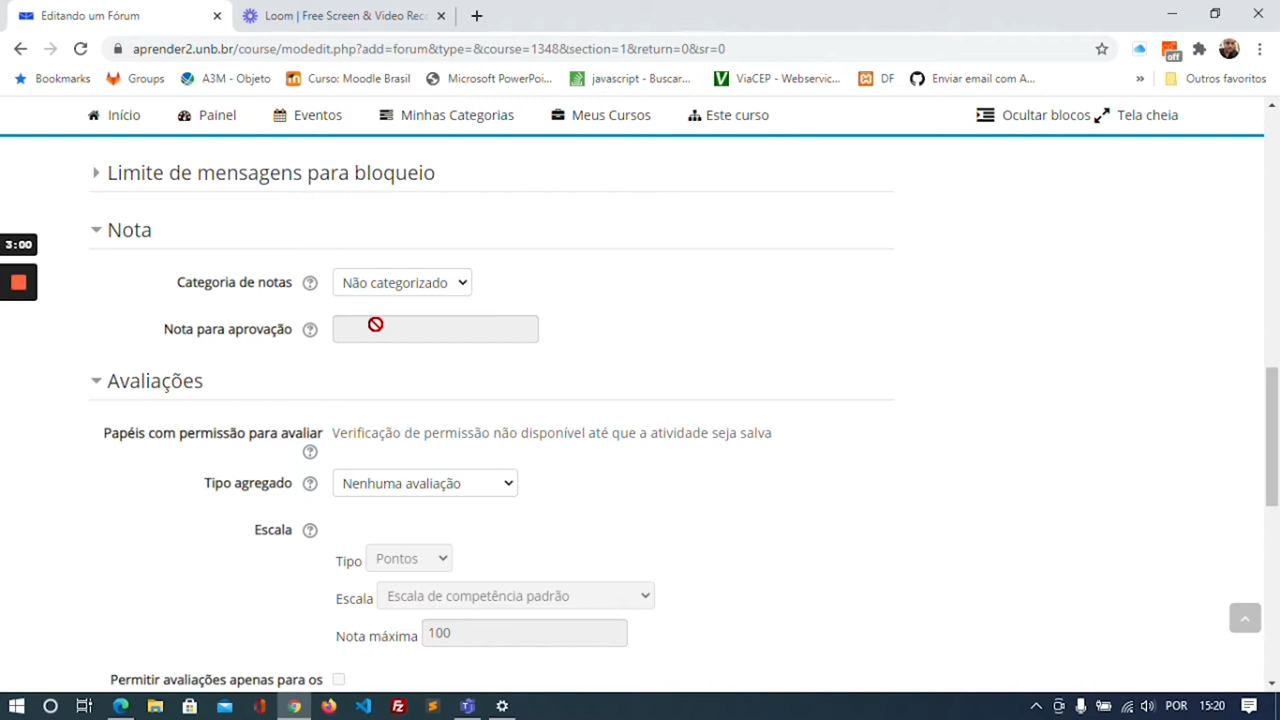 Editando um Fórum
Loom | Free Screen & Video Rec
aprender2.unb.br/course/modedit.php?add=forum&type=&course=1348&section=1&return=0&sr=0
off
Bookmarks
Groups
A3M - Objeto
Curso: Moodle Brasil
Microsoft PowerPoi...
javascript - Buscar...
ViaCEP - Webservic...
DF
Enviar email com A...
»
Outros favoritos
Início
Painel
Eventos
Minhas Categorias
Meus Cursos
Este curso
Ocultar blocos
Tela cheia
Limite de mensagens para bloqueio
Nota
3:00
Categoria de notas
Não categorizado
Nota para aprovação
Avaliações
Papéis com permissão para avaliar
Verificação de permissão não disponível até que a atividade seja salva
Tipo agregado
Nenhuma avaliação
Escala
Tipo
Pontos
Escala
Escala de competência padrão
Nota máxima
100
Permitir avaliações apenas para os
POR
15:20